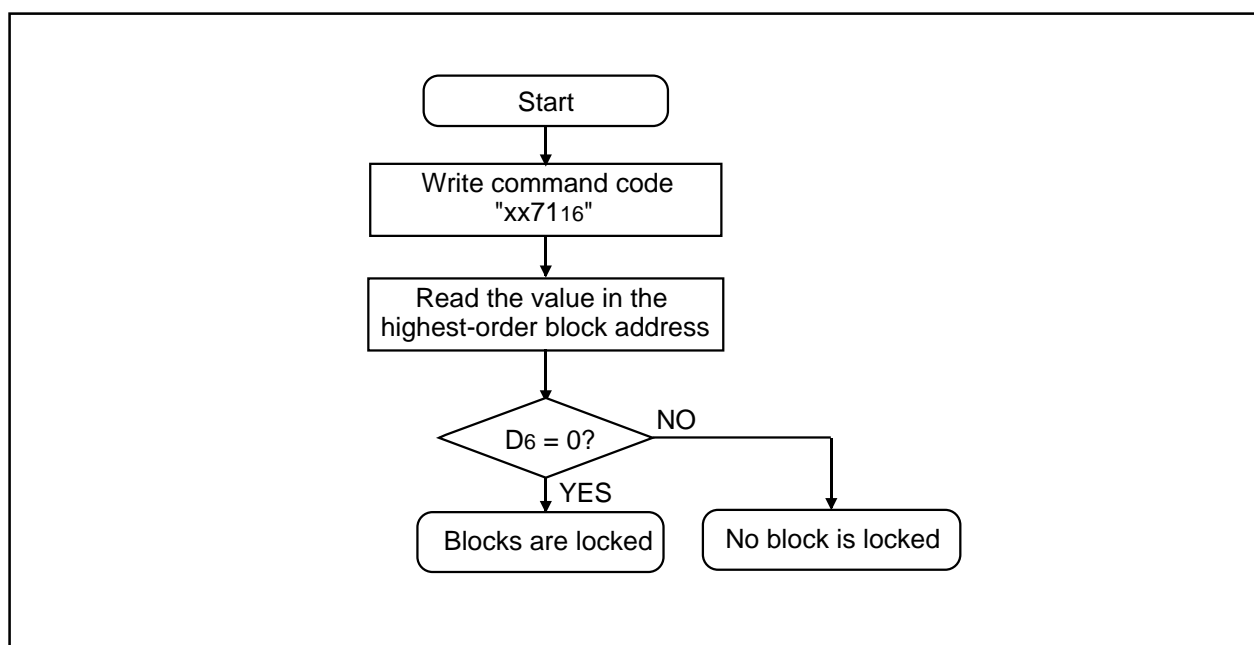 Start
Write command code
"xx7116"
Read the value in the
highest-order block address
D6 = 0?
NO
YES
Blocks are locked
No block is locked